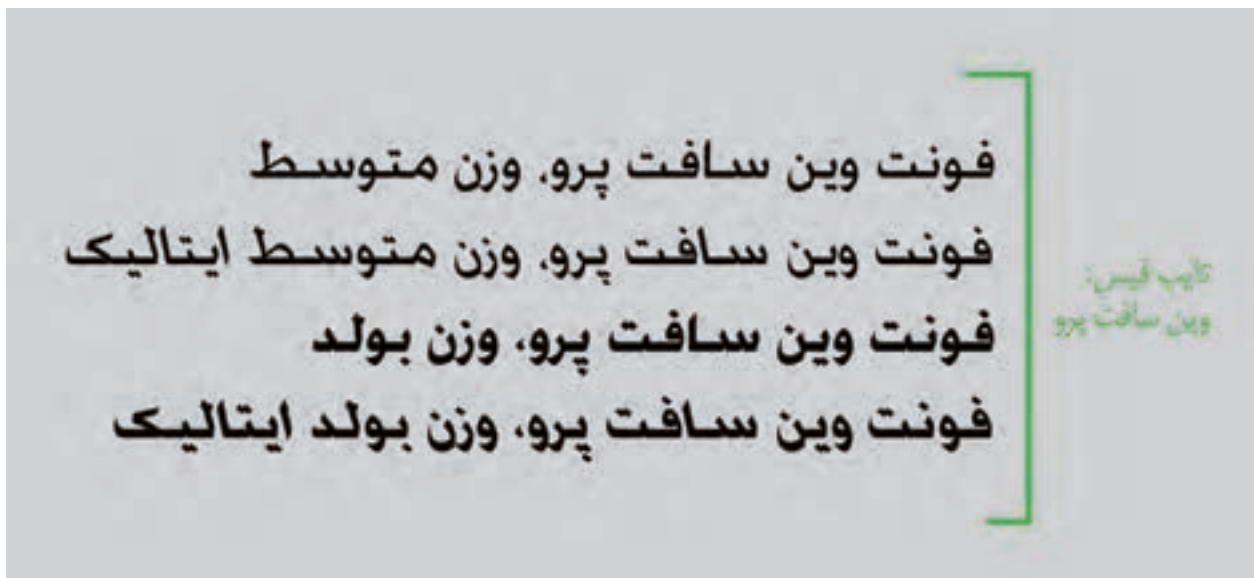 فونت وین سافت پرو، وزن متوسط
فونت وین سافت پرو، وزن متوسط ایتالیک
فونت وین سافت پرو، وزن بولد
فونت وین سافت پرو، وزن بولد ایتالیک
تایپ فیس:
وین سافت پرو